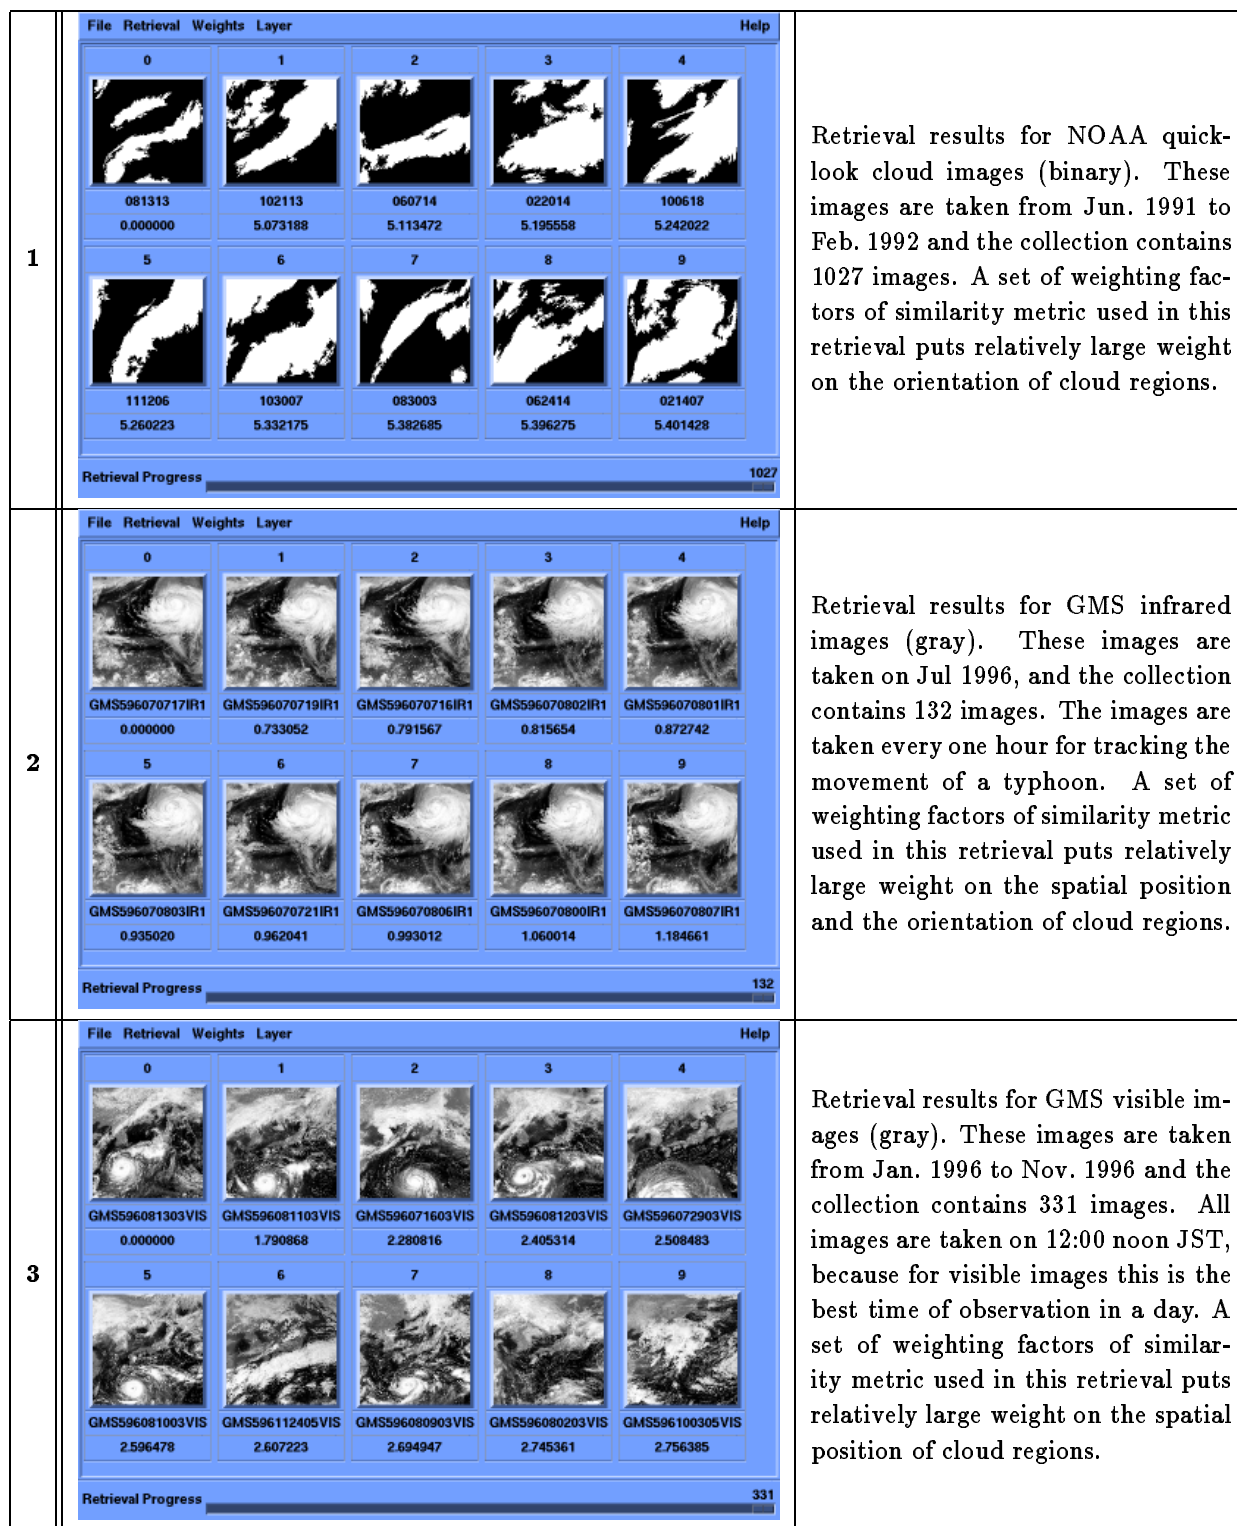 File Retrieval Weights Layer Help
0 1 2 3 4
081313 102113 060714 022014 100618
0.000000 5.073188 5.113472 5.195558 5.242022
5 6 7 8 9
111206 103007 083003 062414 021407
5.260223 5.332175 5.382685 5.396275 5.401428
Retrieval Progress 1027
1
Retrieval results for NOAA quick-
look cloud images (binary). These
images are taken from Jun. 1991 to
Feb. 1992 and the collection contains
1027 images. A set of weighting fac-
tors of similarity metric used in this
retrieval puts relatively large weight
on the orientation of cloud regions.
File Retrieval Weights Layer Help
0 1 2 3 4
GMS596070717IR1 GMS596070719IR1 GMS596070716IR1 GMS596070802IR1 GMS596070801IR1
0.000000 0.733052 0.791567 0.815654 0.872742
5 6 7 8 9
GMS596070803IR1 GMS596070721IR1 GMS596070806IR1 GMS596070800IR1 GMS596070807IR1
0.935020 0.962041 0.993012 1.060014 1.184661
Retrieval Progress 132
2
Retrieval results for GMS infrared
images (gray). These images are
taken on Jul 1996, and the collection
contains 132 images. The images are
taken every one hour for tracking the
movement of a typhoon. A set of
weighting factors of similarity metric
used in this retrieval puts relatively
large weight on the spatial position
and the orientation of cloud regions.
File Retrieval Weights Layer Help
0 1 2 3 4
GMS596081303VIS GMS596081103VIS GMS596071603VIS GMS596081203VIS GMS596072903VIS
0.000000 1.790868 2.280816 2.405314 2.508483
5 6 7 8 9
GMS596081003VIS GMS596112405VIS GMS596080903VIS GMS596080203VIS GMS596100305VIS
2.596478 2.607223 2.694947 2.745361 2.756385
Retrieval Progress 331
3
Retrieval results for GMS visible im-
ages (gray). These images are taken
from Jan. 1996 to Nov. 1996 and the
collection contains 331 images. All
images are taken on 12:00 noon JST,
because for visible images this is the
best time of observation in a day. A
set of weighting factors of similar-
ity metric used in this retrieval puts
relatively large weight on the spatial
position of cloud regions.